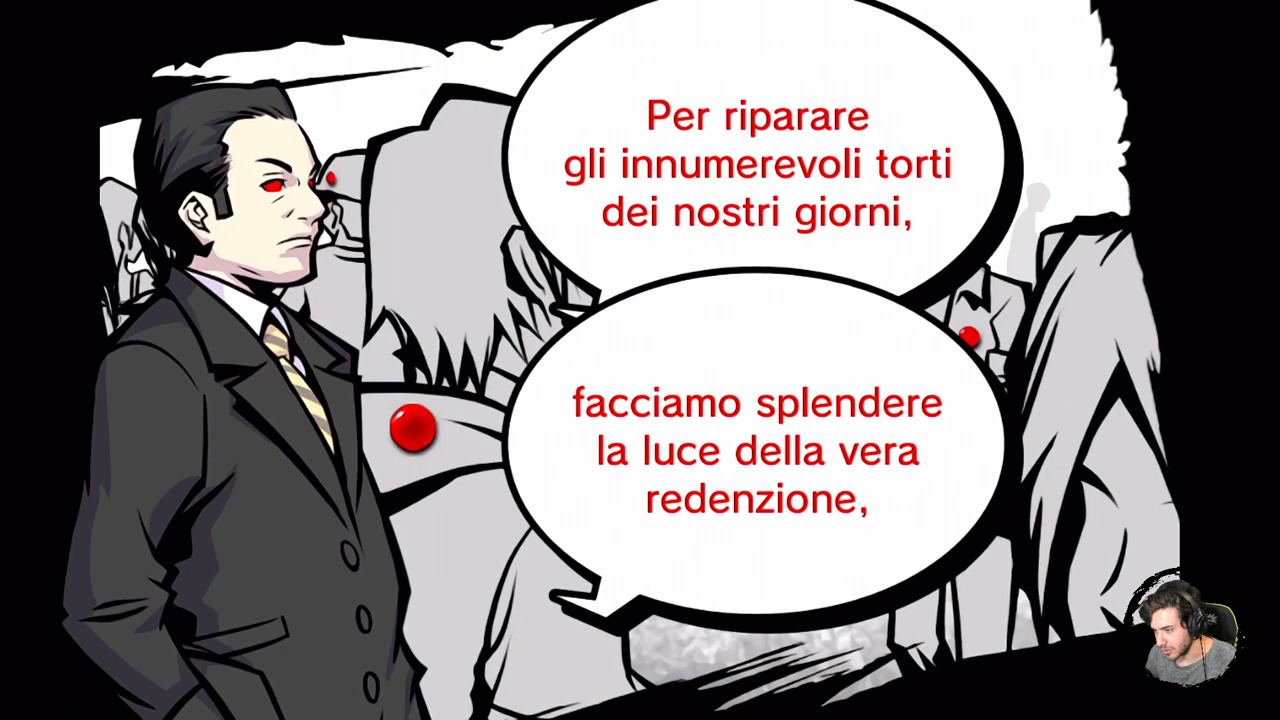 Per riparare
gli innumerevoli torti
dei nostri giorni,
facciamo splendere
la luce della vera
redenzione,